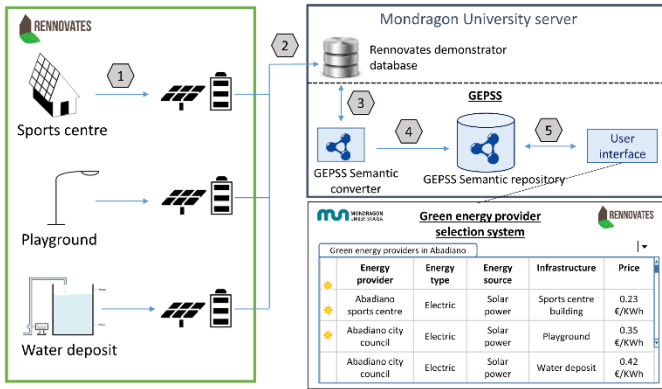 RENNOVATES
1
Sports centre
Playground
Water deposit
2
Mondragon University server
Rennovates demonstrator
database
GEPSS
3
4
5
GEPSS Semantic
converter
GEPSS Semantic repository
User
interface
MONDRAGON
UNIBERTSITATEA
Green energy provider
selection system
RENNOVATES
Green energy providers in Abadiano
Energy provider Energy type Energy source Infrastructure Price
Abadiano sports centre Electric Solar power Sports centre building 0.23 €/KWh
Abadiano city council Electric Solar power Playground 0.35 €/KWh
Abadiano city council Electric Solar power Water deposit 0.42 €/KWh